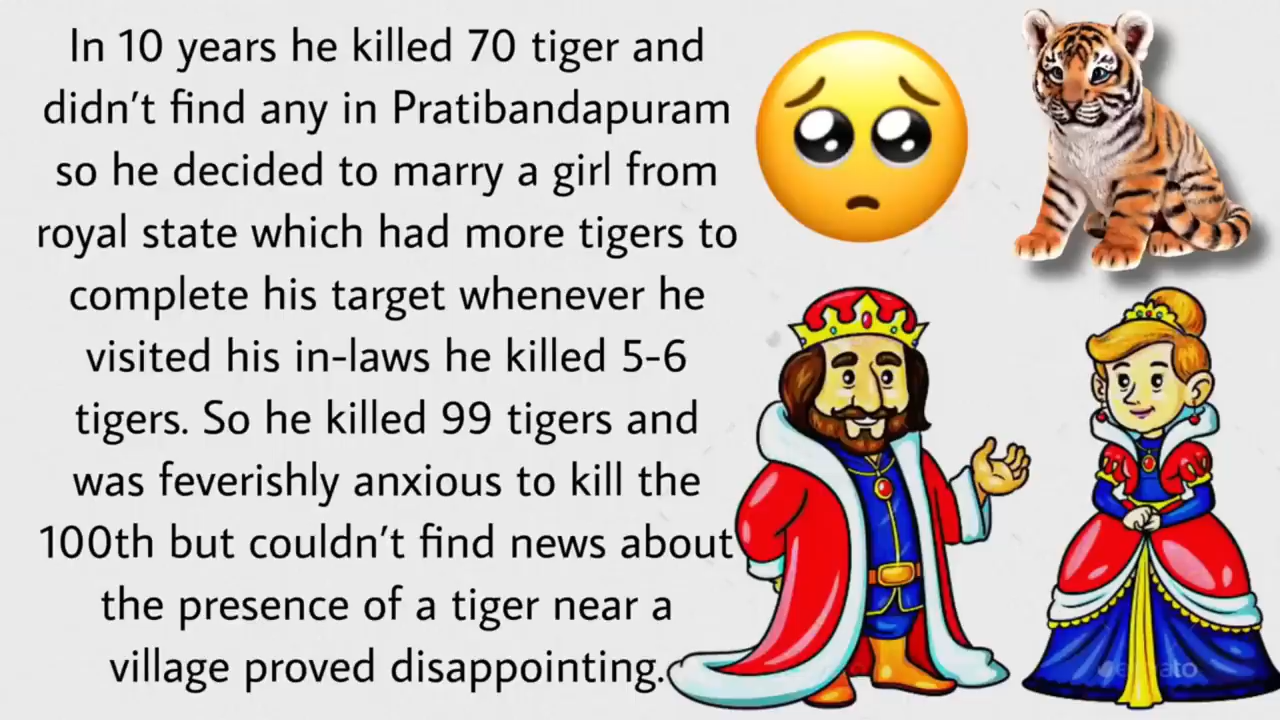 In 10 years he killed 70 tiger and
didn't find any in Pratibandapuram
so he decided to marry a girl from
royal state which had more tigers to
complete his target whenever he
visited his in-laws he killed 5-6
tigers. So he killed 99 tigers and
was feverishly anxious to kill the
100th but couldn't find news about
the presence of a tiger near a
village proved disappointing.